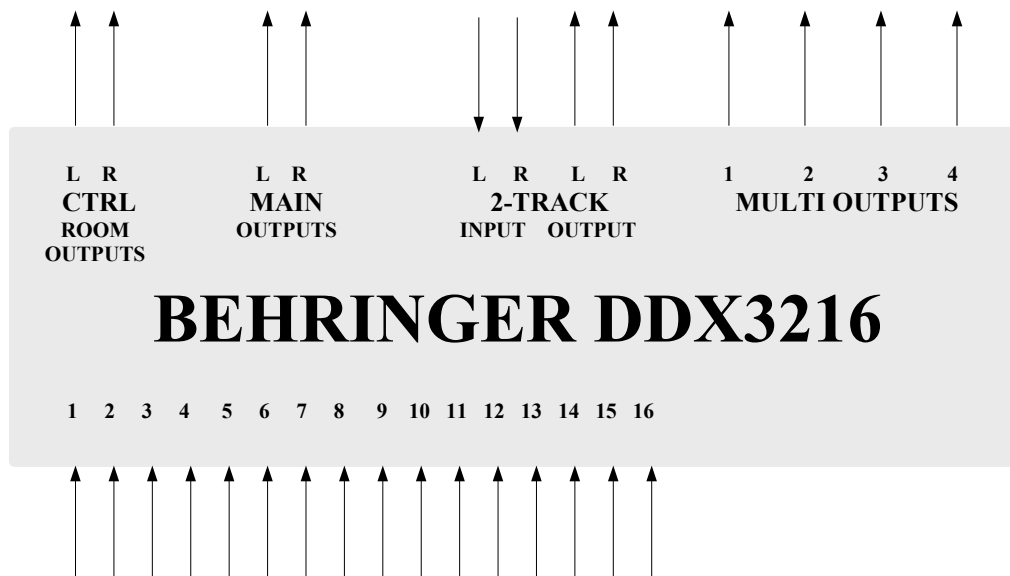 L R L R L R L R 1 2 3 4
CTRL MAIN 2-TRACK MULTI OUTPUTS
ROOM OUTPUTS INPUT OUTPUT
OUTPUTS
BEHRINGER DDX3216
1 2 3 4 5 6 7 8 9 10 11 12 13 14 15 16